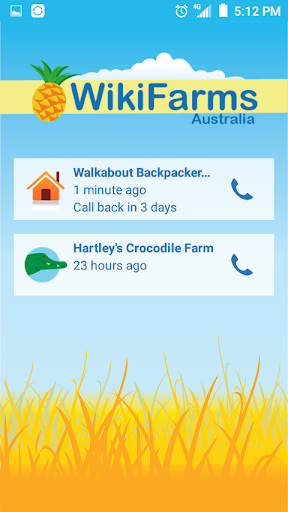 4G
5:12 PM
WikiFarms
Australia
Walkabout Backpacker...
1 minute ago
Call back in 3 days
Hartley's Crocodile Farm
23 hours ago